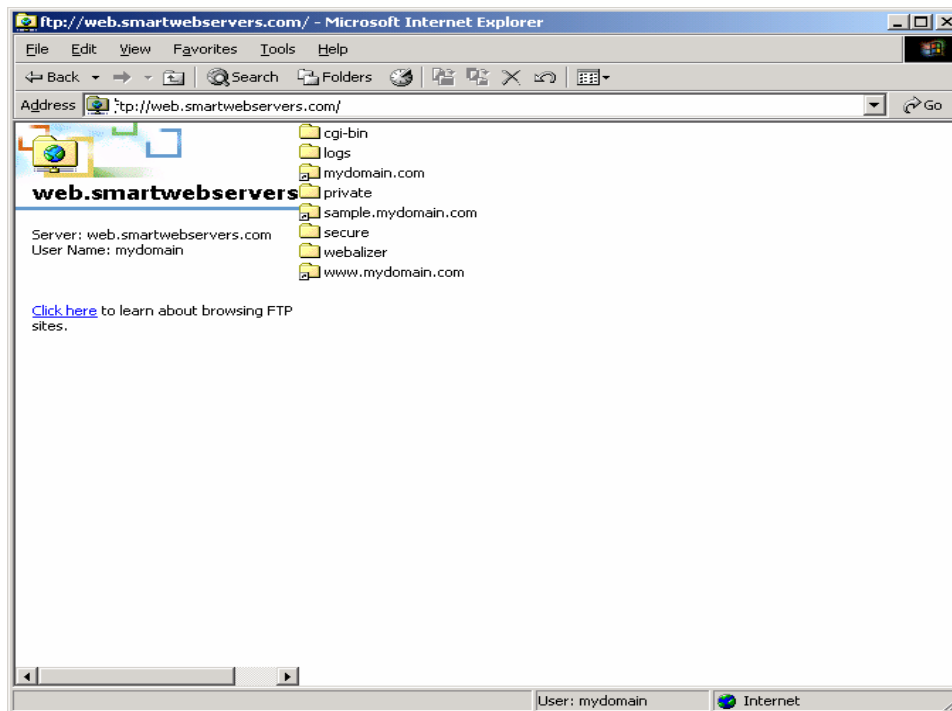 ftp://web.smartwebservers.com/ - Microsoft Internet Explorer
File Edit View Favorites Tools Help
Back Search Folders
Address tp://web.smartwebservers.com/ Go
web.smartwebservers
Server: web.smartwebservers.com
User Name: mydomain
Click here to learn about browsing FTP
sites.
cgi-bin
logs
mydomain.com
private
sample.mydomain.com
secure
webalizer
www.mydomain.com
User: mydomain Internet